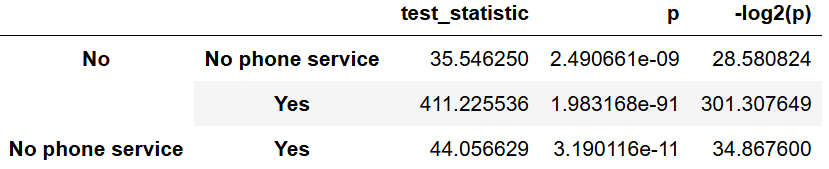 test_statistic p -log2(p)
No No phone service 35.546250 2.490661e-09 28.580824
Yes 411.225536 1.983168e-91 301.307649
No phone service Yes 44.056629 3.190116e-11 34.867600